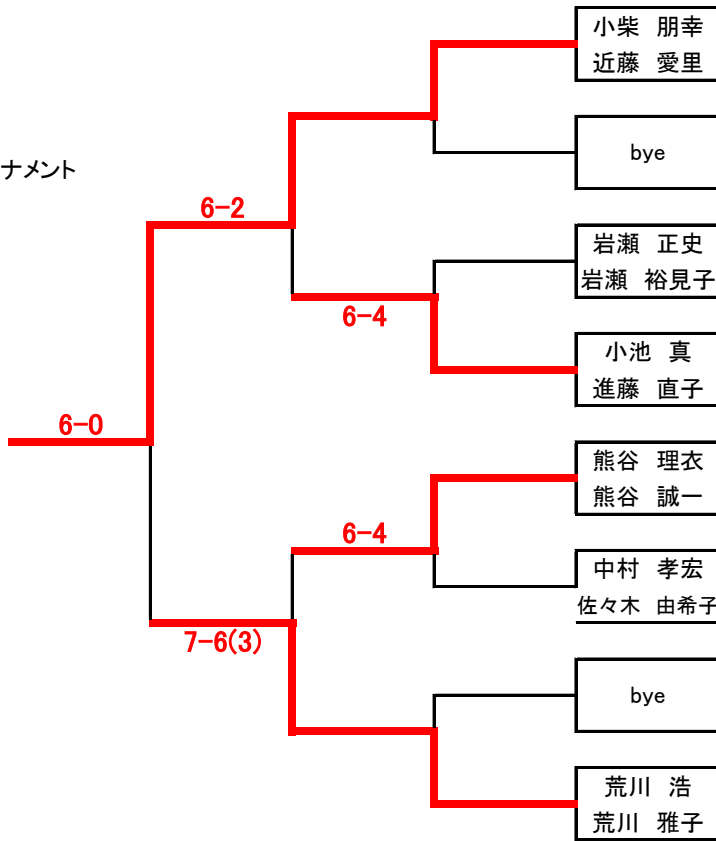 小柴　朋幸
近藤　愛里
ナメント
bye
6-2
岩瀬　正史
岩瀬　裕見子
6-4
小池　真
進藤　直子
6-0
熊谷　理衣
熊谷　誠一
6-4
中村　孝宏
佐々木　由希子
7-6(3)
bye
荒川　浩
荒川　雅子